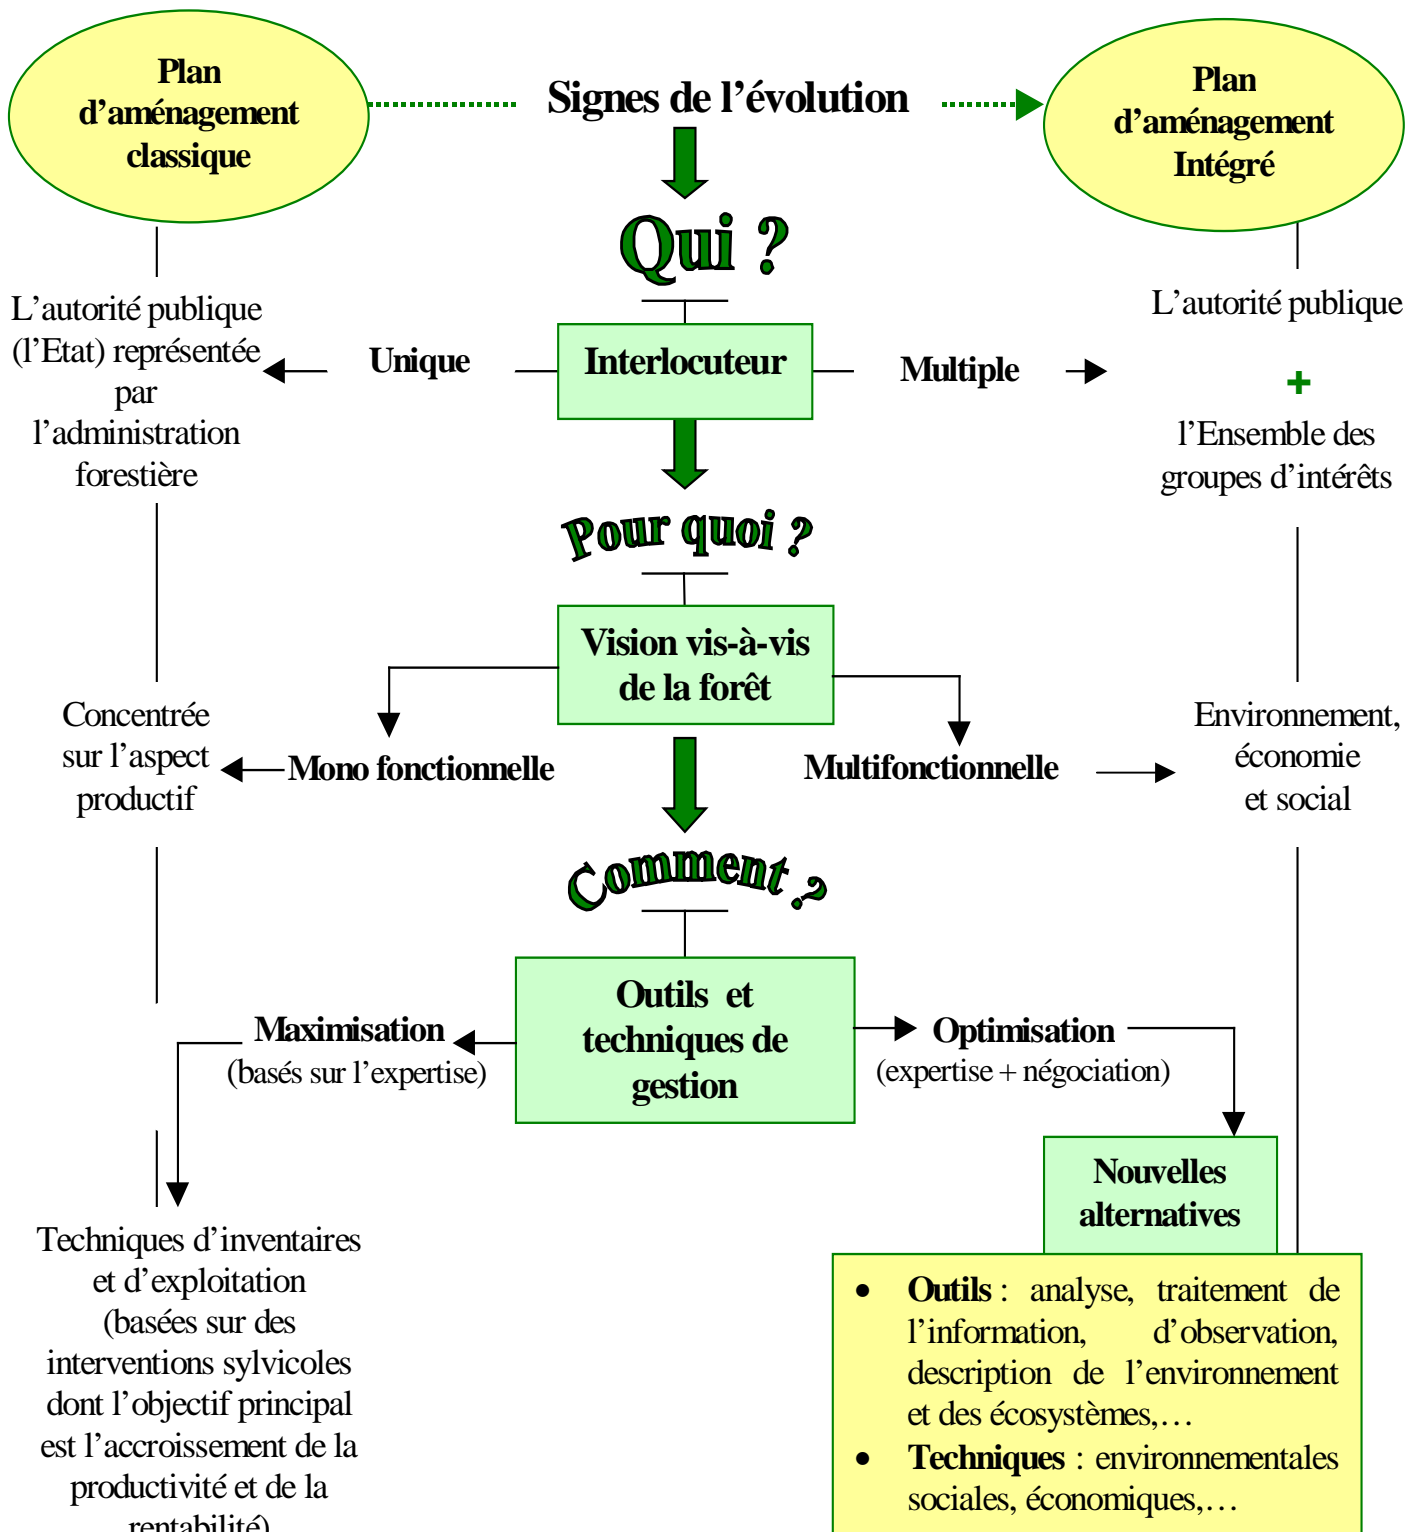 Plan
d’aménagement
classique
Signes de l’évolution
Plan
d’aménagement
Intégré
Qui ?
L’autorité publique
(l’Etat) représentée
par
l’administration
forestière
Unique
Interlocuteur
Multiple
L’autorité publique
+
l’Ensemble des
groupes d’intérêts
Pour quoi ?
Vision vis-à-vis
de la forêt
Concentrée
sur l’aspect
productif
Mono fonctionnelle
Multifonctionnelle
Environnement,
économie
et social
Comment ?
Outils et
techniques de
gestion
Maximisation
(basés sur l’expertise)
Optimisation
(expertise + négociation)
Nouvelles
alternatives
Techniques d’inventaires
et d’exploitation
(basées sur des
interventions sylvicoles
dont l’objectif principal
est l’accroissement de la
productivité et de la
rentabilité)
• Outils : analyse, traitement de
l’information, d’observation,
description de l’environnement
et des écosystèmes,…
• Techniques : environnementales
sociales, économiques,…